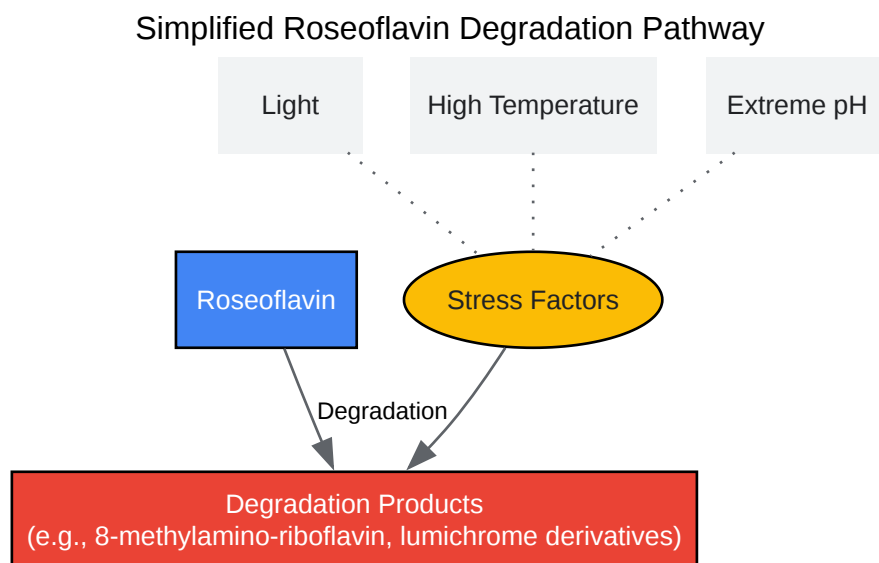 Simplified Roseoflavin Degradation Pathway
Light
High Temperature
Extreme pH
Roseoflavin
Stress Factors
Degradation
Degradation Products
(e.g., 8-methylamino-riboflavin, lumichrome derivatives)